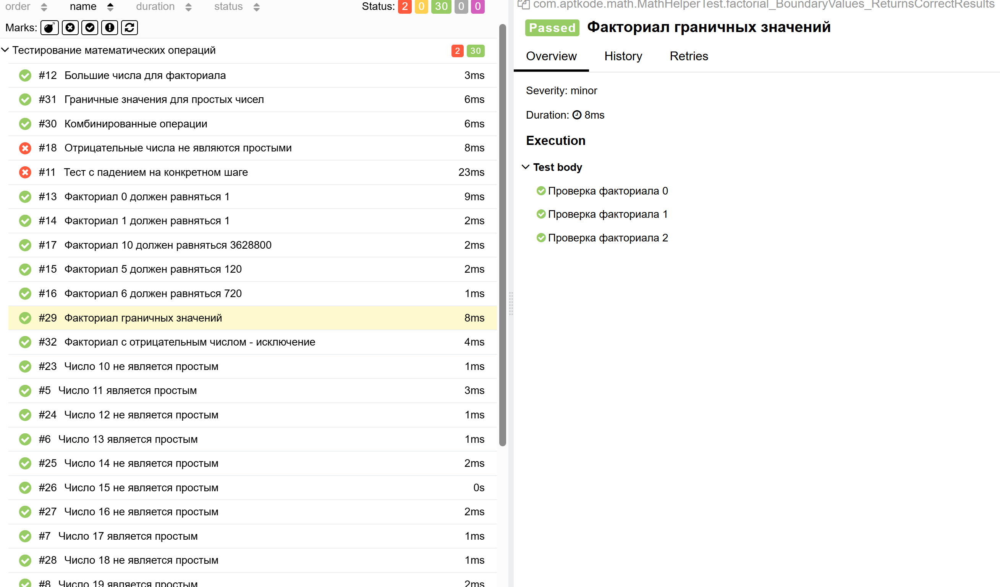 order name duration status Status: 2 0 30 0 0
Marks:
Тестирование математических операций 2 30
#12 Большие числа для факториала 3ms
#31 Граничные значения для простых чисел 6ms
#30 Комбинированные операции 6ms
#18 Отрицательные числа не являются простыми 8ms
#11 Тест с падением на конкретном шаге 23ms
#13 Факториал 0 должен равняться 1 9ms
#14 Факториал 1 должен равняться 1 2ms
#17 Факториал 10 должен равняться 3628800 2ms
#15 Факториал 5 должен равняться 120 2ms
#16 Факториал 6 должен равняться 720 1ms
#29 Факториал граничных значений 8ms
#32 Факториал с отрицательным числом - исключение 4ms
#23 Число 10 не является простым 1ms
#5 Число 11 является простым 3ms
#24 Число 12 не является простым 1ms
#6 Число 13 является простым 1ms
#25 Число 14 не является простым 2ms
#26 Число 15 не является простым 0s
#27 Число 16 не является простым 2ms
#7 Число 17 является простым 1ms
#28 Число 18 не является простым 1ms
#8 Число 19 является простым 2ms
com.aptkode.math.MathHelperTest.factorial_BoundaryValues_ReturnsCorrectResults
Passed Факториал граничных значений
Overview History Retries
Severity: minor
Duration: 8ms
Execution
Test body
Проверка факториала 0
Проверка факториала 1
Проверка факториала 2